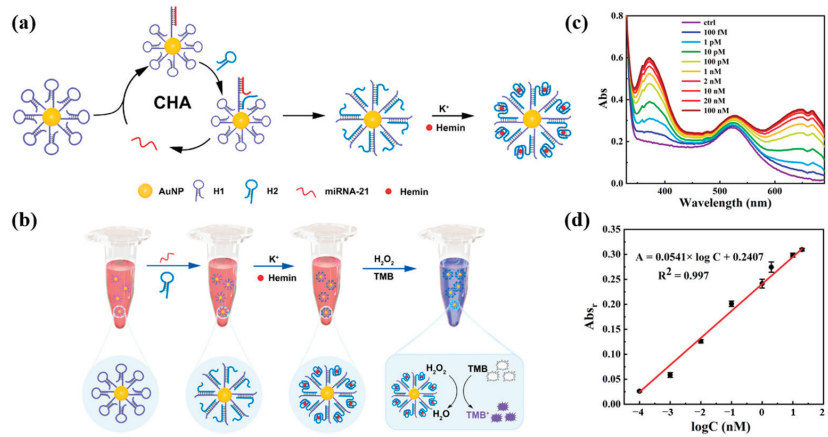 (a)
CHA
K⁺
Hemin
AuNP
H1
H2
miRNA-21
Hemin
(b)
K⁺
Hemin
H₂O₂
TMB
H₂O₂
TMB
H₂O
TMB⁺
(c)
0.8
0.6
0.4
0.2
0.0
Abs
ctrl
100 fM
1 pM
10 pM
100 pM
1 nM
2 nM
10 nM
20 nM
100 nM
400
500
600
Wavelength (nm)
(d)
0.35
0.30
0.25
0.20
0.15
0.10
0.05
0.00
Absᵣ
A = 0.0541× log C + 0.2407
R² = 0.997
−4
−3
−2
−1
0
1
2
logC (nM)